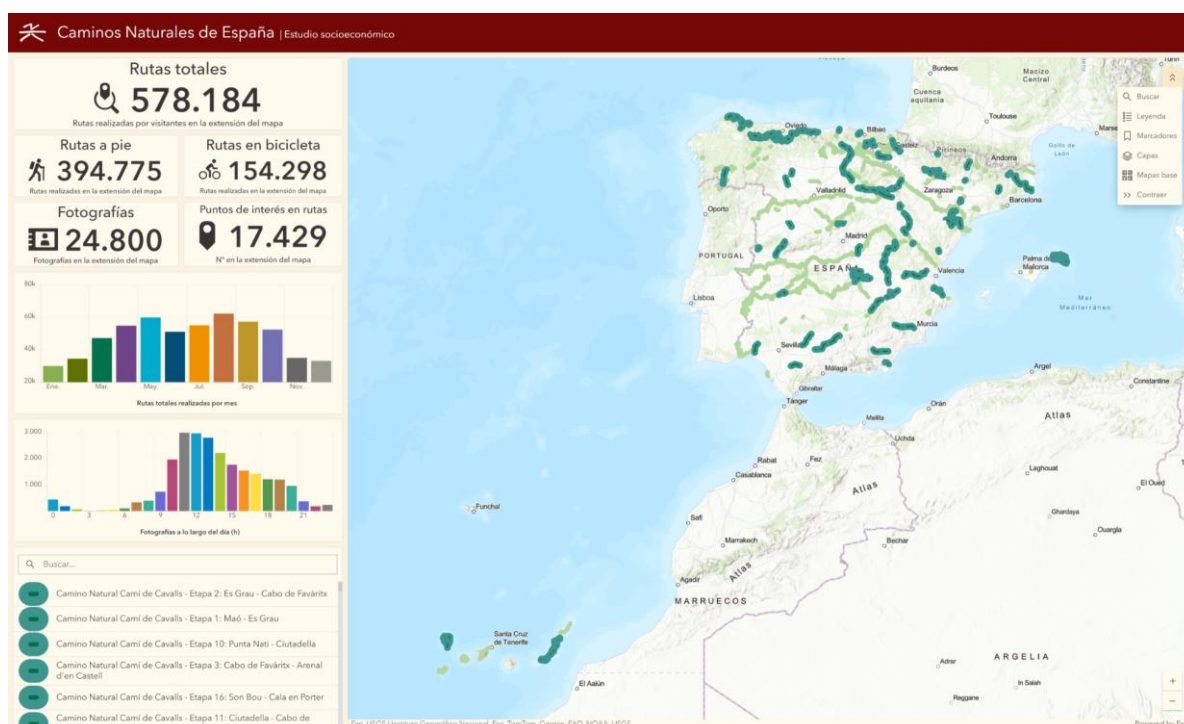 Caminos Naturales de España | Estudio socioeconómico
Rutas totales
578.184
Rutas realizadas por visitantes en la extensión del mapa
Rutas a pie
394.775
Rutas realizadas en la extensión del mapa
Rutas en bicicleta
154.298
Rutas realizadas en la extensión del mapa
Fotografías
24.800
Fotografías en la extensión del mapa
Puntos de interés en rutas
17.429
Nº en la extensión del mapa
80k
60k
40k
20k
Ene. Mar. May. Jul. Sep. Nov.
Rutas totales realizadas por mes
3.000
2.000
1.000
0 3 6 9 12 15 18 21
Fotografías a lo largo del día (h)
Buscar...
Camino Natural Camí de Cavalls - Etapa 2: Es Grau - Cabo de Favàritx
Camino Natural Camí de Cavalls - Etapa 1: Maó - Es Grau
Camino Natural Camí de Cavalls - Etapa 10: Punta Nati - Ciutadella
Camino Natural Camí de Cavalls - Etapa 3: Cabo de Favàritx - Arenal
d'en Castell
Camino Natural Camí de Cavalls - Etapa 16: Son Bou - Cala en Porter
Camino Natural Camí de Cavalls - Etapa 11: Ciutadella - Cabo de
Burdeos
Macizo
Central
Cuenca
aquitania
Toulouse
Marse
Golfo de
León
Oviedo
Bilbao
Pirineos
Andorra
Valladolid
Zaragoza
Barcelona
Oporto
Madrid
PORTUGAL
ESPAÑA
Valencia
Palma de
Mallorca
Mar
Mediterráneo
Lisboa
Murcia
Sevilla
Málaga
Gibraltar
Tánger
Argel
Constantine
Orán
Melilla
Uchda
Atlas
Rabat
Fez
Casablanca
Laghouat
El Oued
Atlas
Ghardaya
Ouargla
Funchal
Safí
Marrakech
Bechar
Atlas
Agadir
MARRUECOS
Santa Cruz
de Tenerife
El Aaiún
ARGELIA
Adrar
In Salah
Reggane
Buscar
Leyenda
Marcadores
Capas
Mapas base
Contraer
+
−